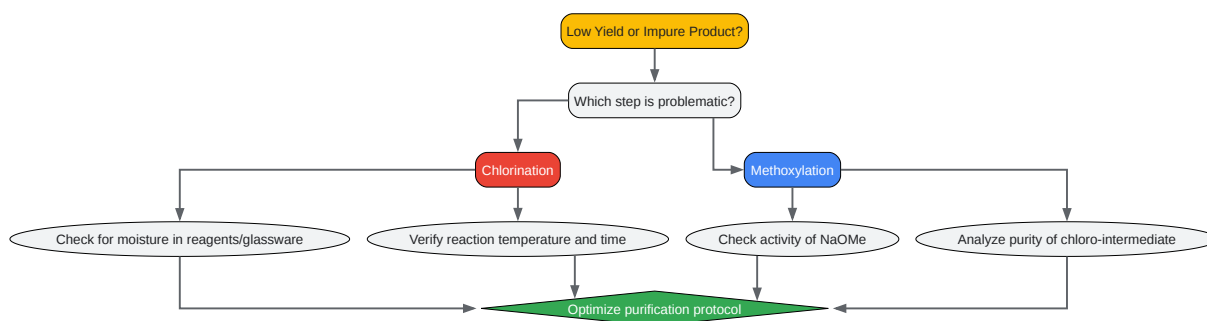 Low Yield or Impure Product?
Which step is problematic?
Chlorination
Methoxylation
Check for moisture in reagents/glassware
Verify reaction temperature and time
Check activity of NaOMe
Analyze purity of chloro-intermediate
Optimize purification protocol